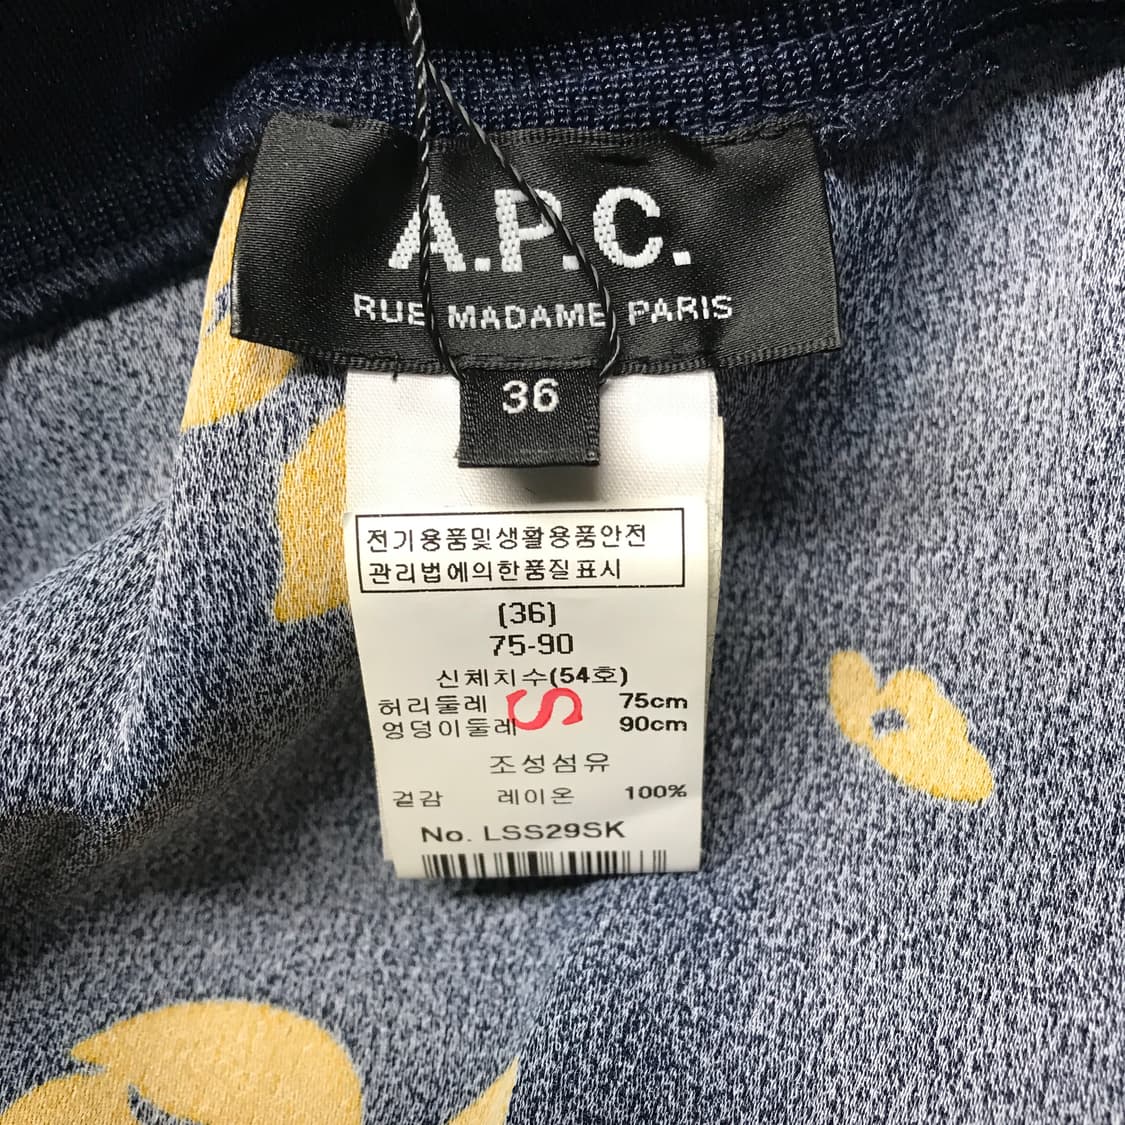 A.P.C.
RUE MADAME PARIS
36
전기용품및생활용품안전
관리법에의한품질표시
(36)
75-90
신체치수(54호)
허리둘레 75cm
엉덩이둘레 90cm
S
조성섬유
겉감 레이온 100%
No. LSS29SK